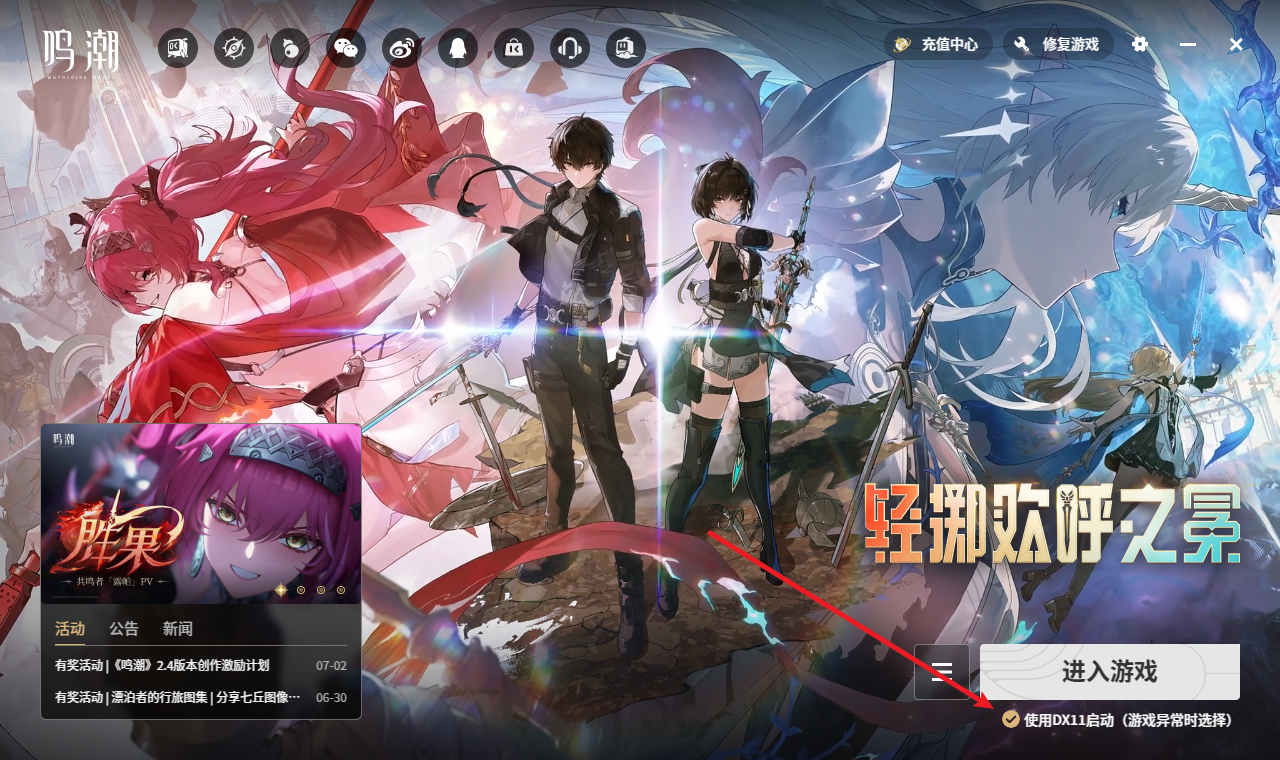 鸣潮
WUTHERING WAVES
充值中心
修复游戏
鸣潮
胜果
共鸣者「露帕」PV
轻掷欢呼之冕
活动 公告 新闻
有奖活动 | 《鸣潮》2.4版本创作激励计划 07-02
有奖活动 | 漂泊者的行旅图集 | 分享七丘图像… 06-30
进入游戏
使用DX11启动（游戏异常时选择）